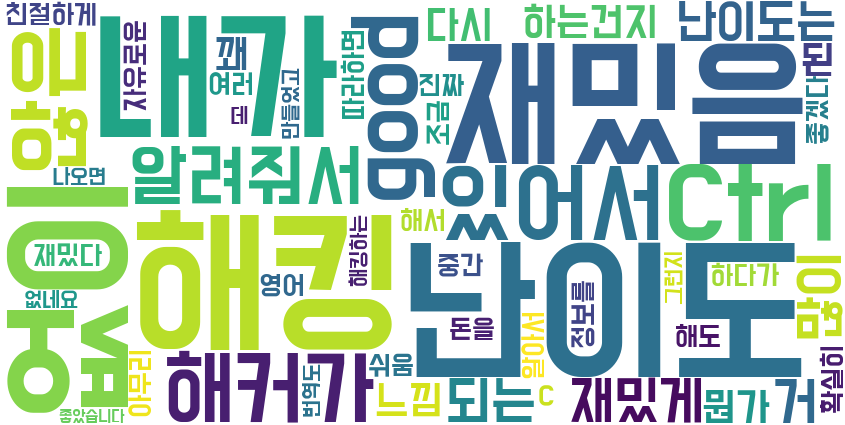 친절하게
내가
good
다시
하는건지
난이도는
않은
자유로운
꽤
여러
데
만들었고
따라하면
진짜
조금
재밌음
된
좋겠다
나오면
알려줘서
있어서
Ctrl
없이
재밌다
없네요
해킹
해서
해킹하는
영어
중간
난이도
정보를
그런지
하다가
많이
돈을
알아서
해도
아무리
해커가
번역도
쉬움
느낌
되는
c
재밌게
뭔가
거
확실히
좋았습니다